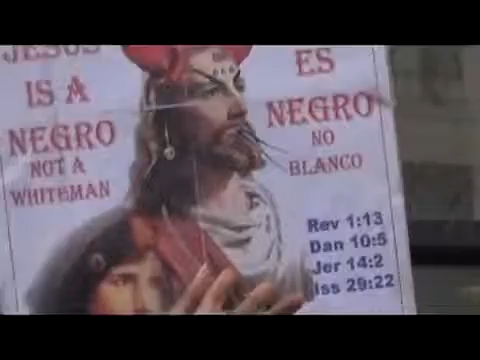 JESUS
IS A
NEGRO
NOT A
WHITEMAN
ES
NEGRO
NO
BLANCO
Rev 1:13
Dan 10:5
Jer 14:2
Iss 29:22